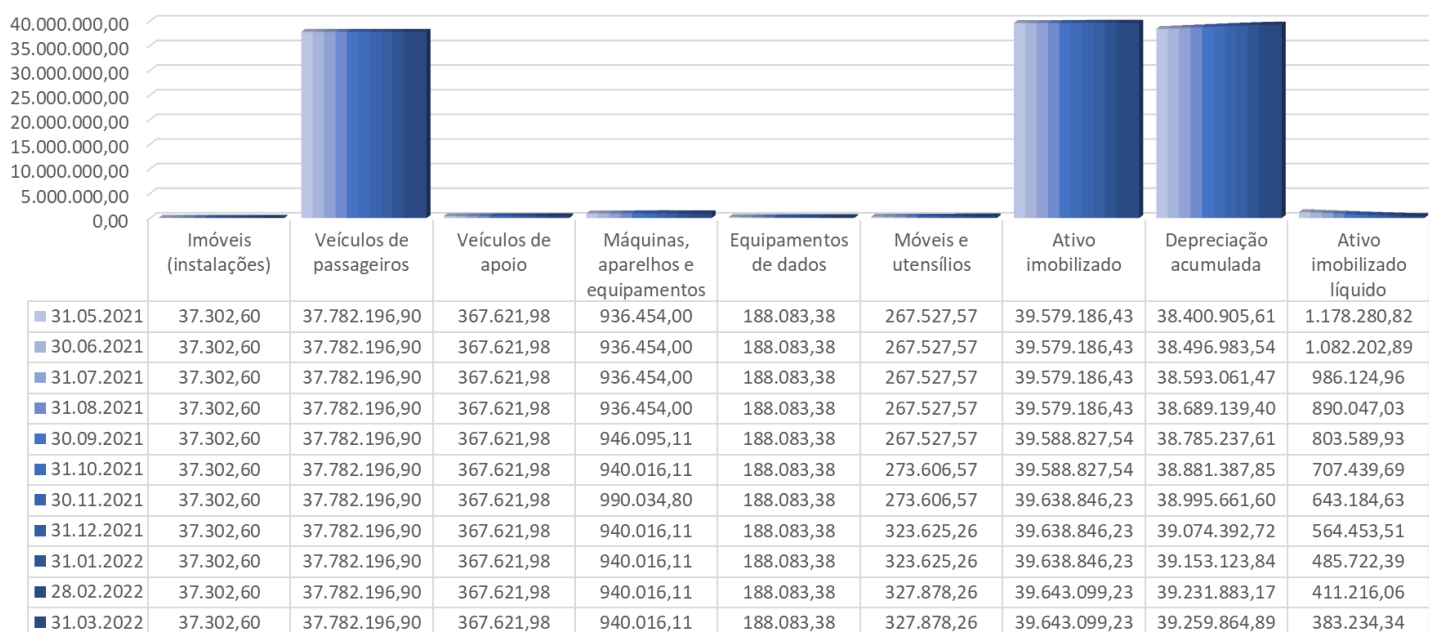 40.000.000,00
35.000.000,00
30.000.000,00
25.000.000,00
20.000.000,00
15.000.000,00
10.000.000,00
5.000.000,00
0,00
Imóveis Veículos de Veículos de Máquinas, Equipamentos Móveis e Ativo Depreciação Ativo
(instalações) passageiros apoio aparelhos e de dados utensílios imobilizado acumulada imobilizado
equipamentos líquido
31.05.2021 37.302,60 37.782.196,90 367.621,98 936.454,00 188.083,38 267.527,57 39.579.186,43 38.400.905,61 1.178.280,82
30.06.2021 37.302,60 37.782.196,90 367.621,98 936.454,00 188.083,38 267.527,57 39.579.186,43 38.496.983,54 1.082.202,89
31.07.2021 37.302,60 37.782.196,90 367.621,98 936.454,00 188.083,38 267.527,57 39.579.186,43 38.593.061,47 986.124,96
31.08.2021 37.302,60 37.782.196,90 367.621,98 936.454,00 188.083,38 267.527,57 39.579.186,43 38.689.139,40 890.047,03
30.09.2021 37.302,60 37.782.196,90 367.621,98 946.095,11 188.083,38 267.527,57 39.588.827,54 38.785.237,61 803.589,93
31.10.2021 37.302,60 37.782.196,90 367.621,98 940.016,11 188.083,38 273.606,57 39.588.827,54 38.881.387,85 707.439,69
30.11.2021 37.302,60 37.782.196,90 367.621,98 990.034,80 188.083,38 273.606,57 39.638.846,23 38.995.661,60 643.184,63
31.12.2021 37.302,60 37.782.196,90 367.621,98 940.016,11 188.083,38 323.625,26 39.638.846,23 39.074.392,72 564.453,51
31.01.2022 37.302,60 37.782.196,90 367.621,98 940.016,11 188.083,38 323.625,26 39.638.846,23 39.153.123,84 485.722,39
28.02.2022 37.302,60 37.782.196,90 367.621,98 940.016,11 188.083,38 327.878,26 39.643.099,23 39.231.883,17 411.216,06
31.03.2022 37.302,60 37.782.196,90 367.621,98 940.016,11 188.083,38 327.878,26 39.643.099,23 39.259.864,89 383.234,34